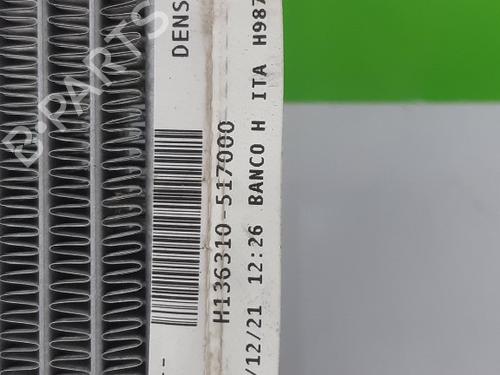 DENS
H136310-517000
/12/21 12:26 BANCO H ITA H987
B-PARTS